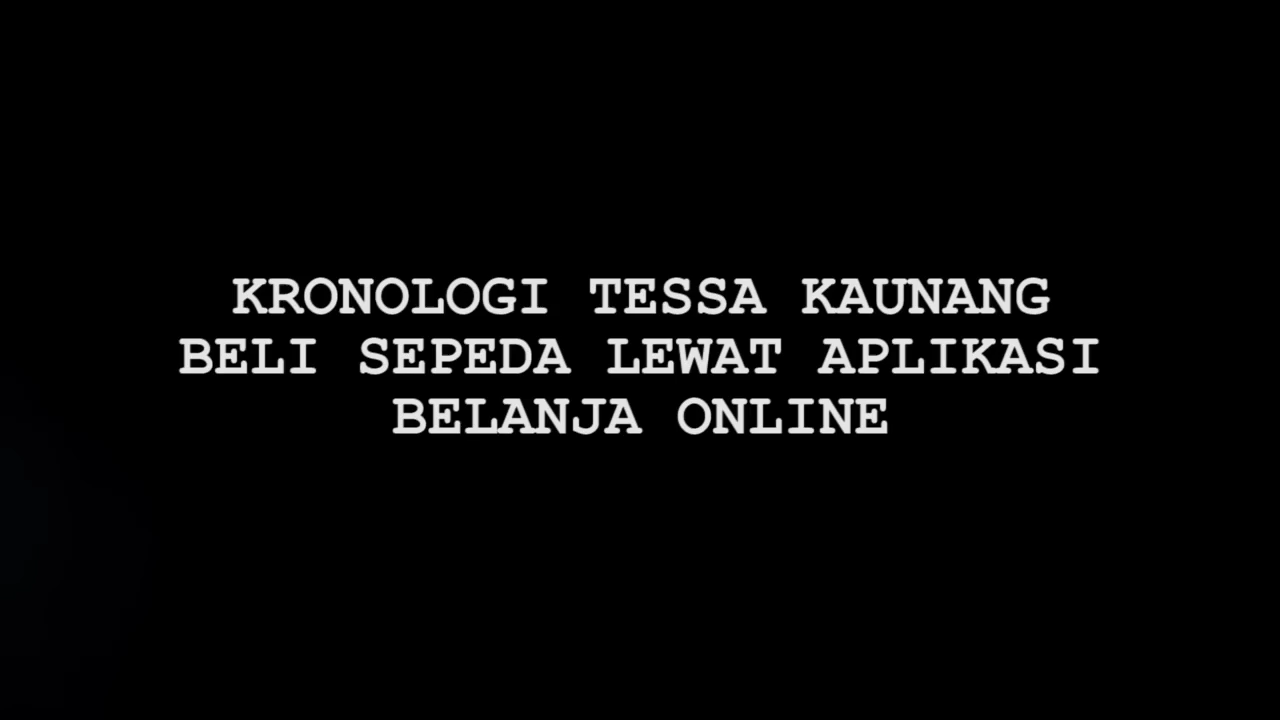 KRONOLOGI TESSA KAUNANG
BELI SEPEDA LEWAT APLIKASI
BELANJA ONLINE